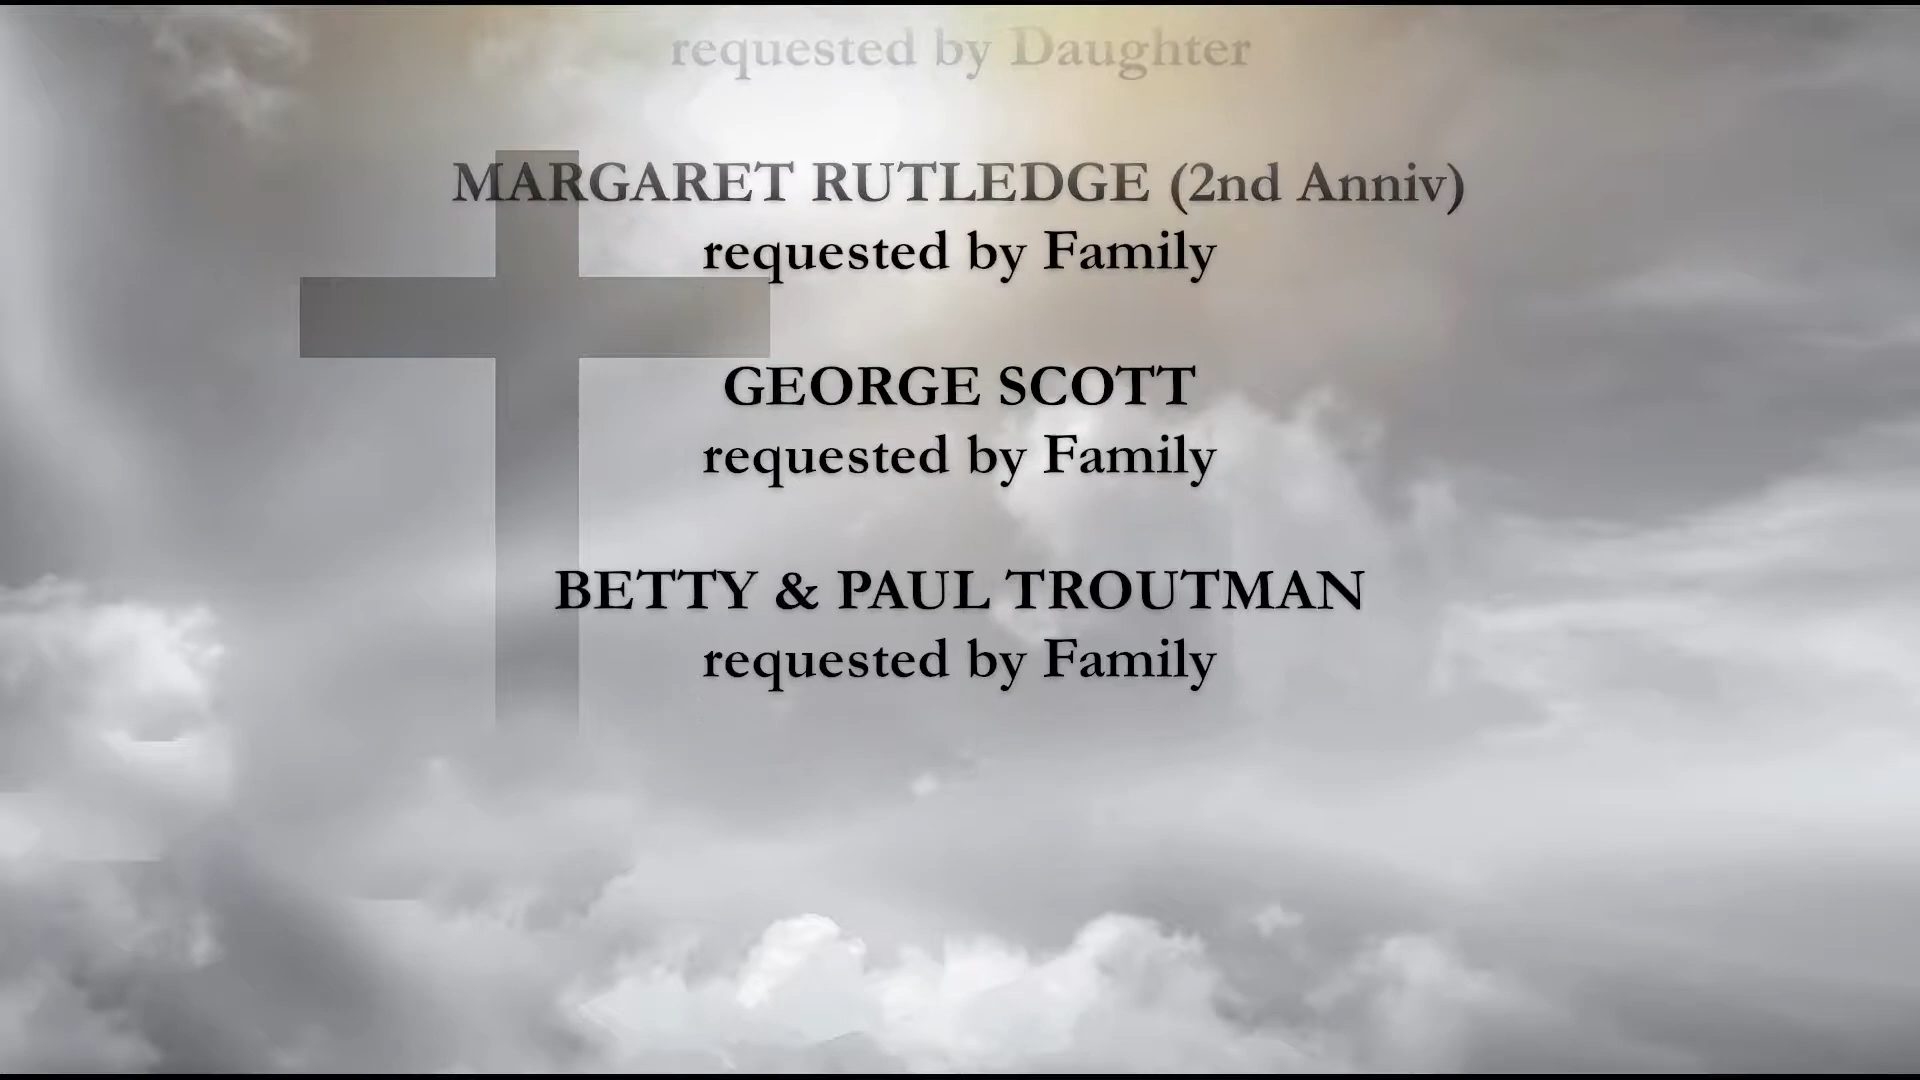 requested by Daughter
MARGARET RUTLEDGE (2nd Anniv)
requested by Family
GEORGE SCOTT
requested by Family
BETTY & PAUL TROUTMAN
requested by Family